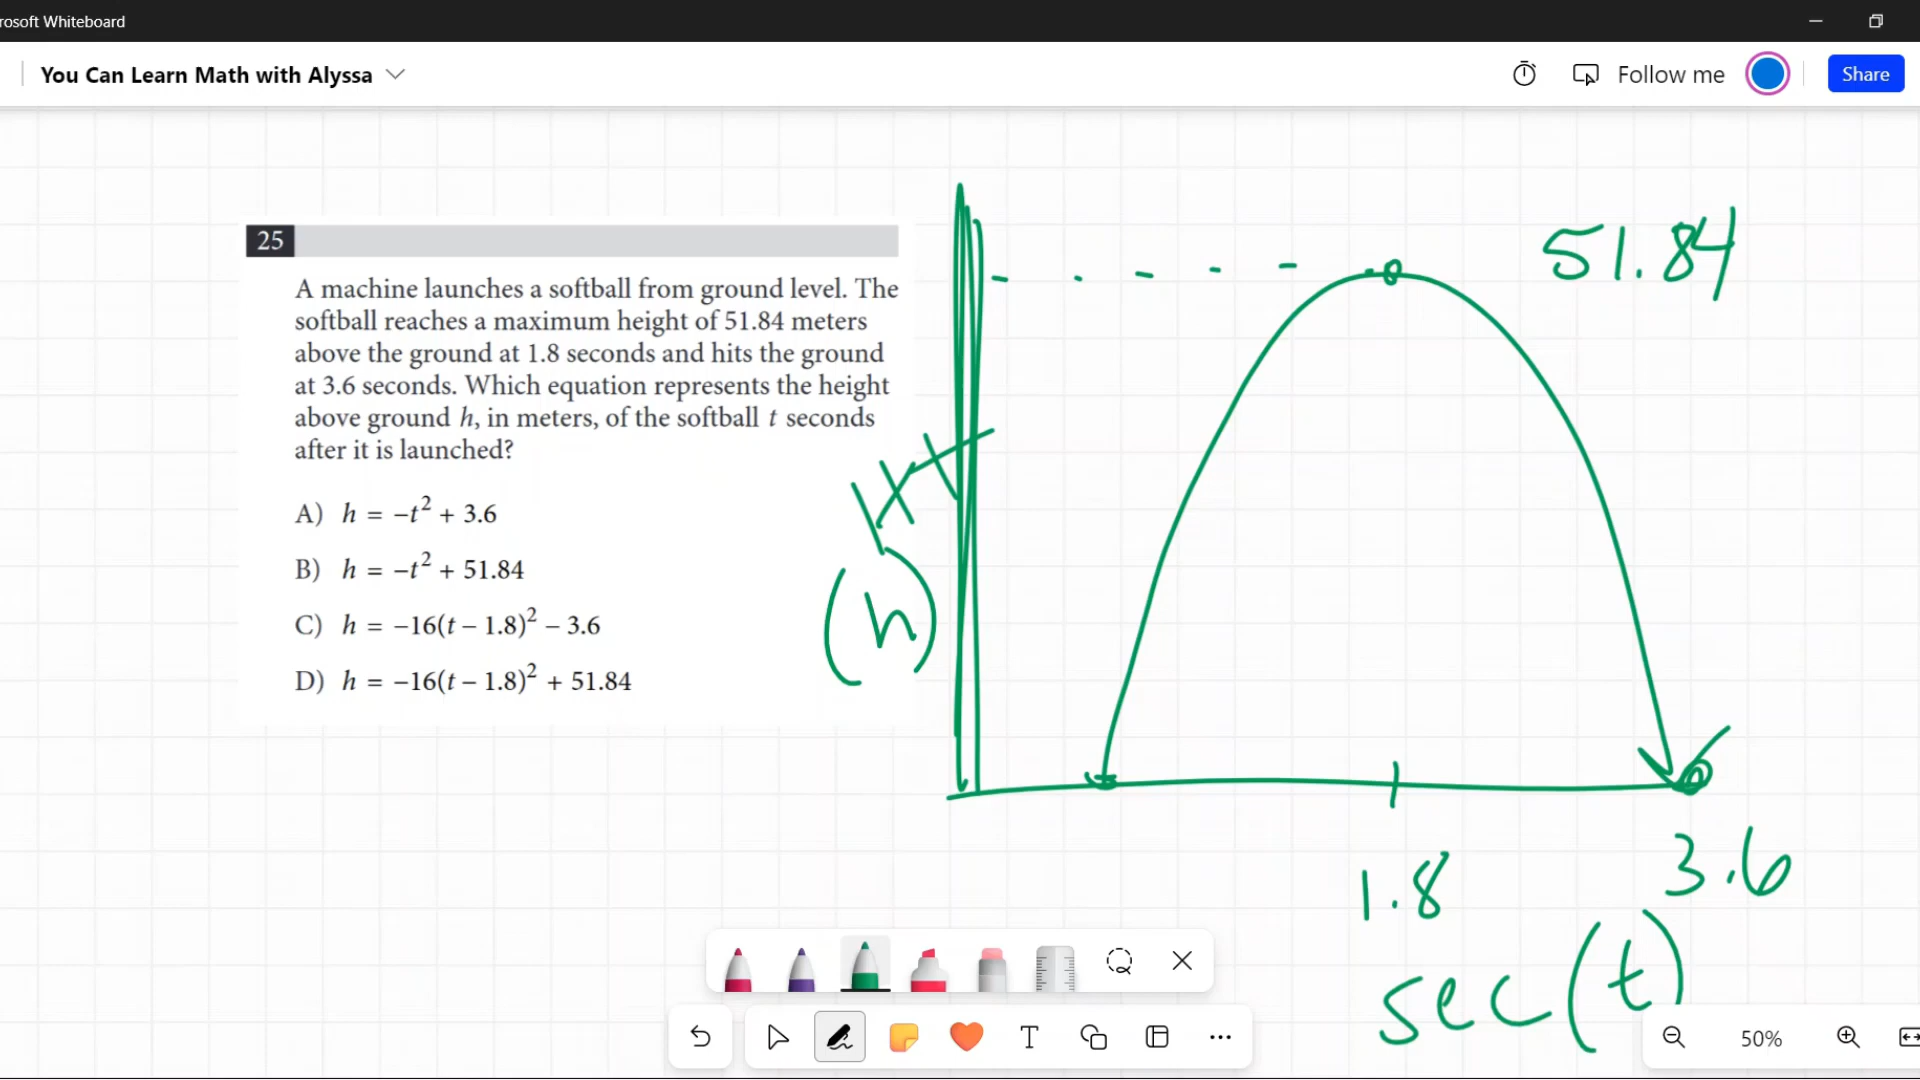 rosoft Whiteboard
You Can Learn Math with Alyssa
Follow me
Share
25
A machine launches a softball from ground level. The
softball reaches a maximum height of 51.84 meters
above the ground at 1.8 seconds and hits the ground
at 3.6 seconds. Which equation represents the height
above ground h, in meters, of the softball t seconds
after it is launched?
A) h = −t² + 3.6
B) h = −t² + 51.84
C) h = −16(t − 1.8)² − 3.6
D) h = −16(t − 1.8)² + 51.84
51.84
(h)
1.8
3.6
sec (t)
50%